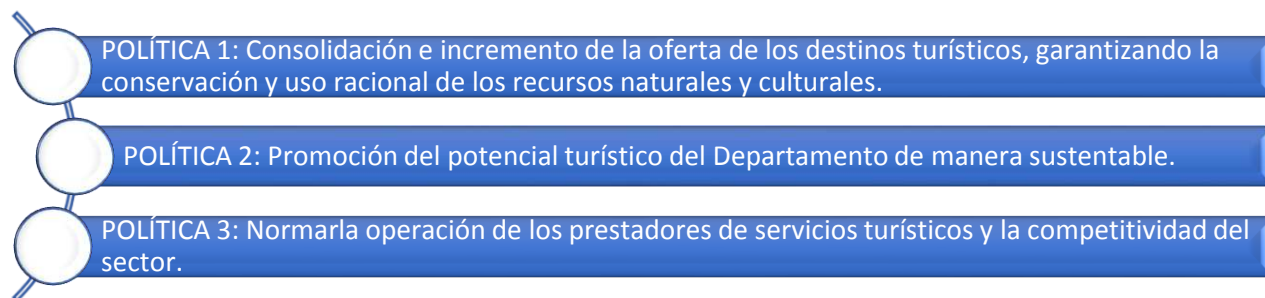 POLÍTICA 1: Consolidación e incremento de la oferta de los destinos turísticos, garantizando la
conservación y uso racional de los recursos naturales y culturales.
POLÍTICA 2: Promoción del potencial turístico del Departamento de manera sustentable.
POLÍTICA 3: Normarla operación de los prestadores de servicios turísticos y la competitividad del
sector.